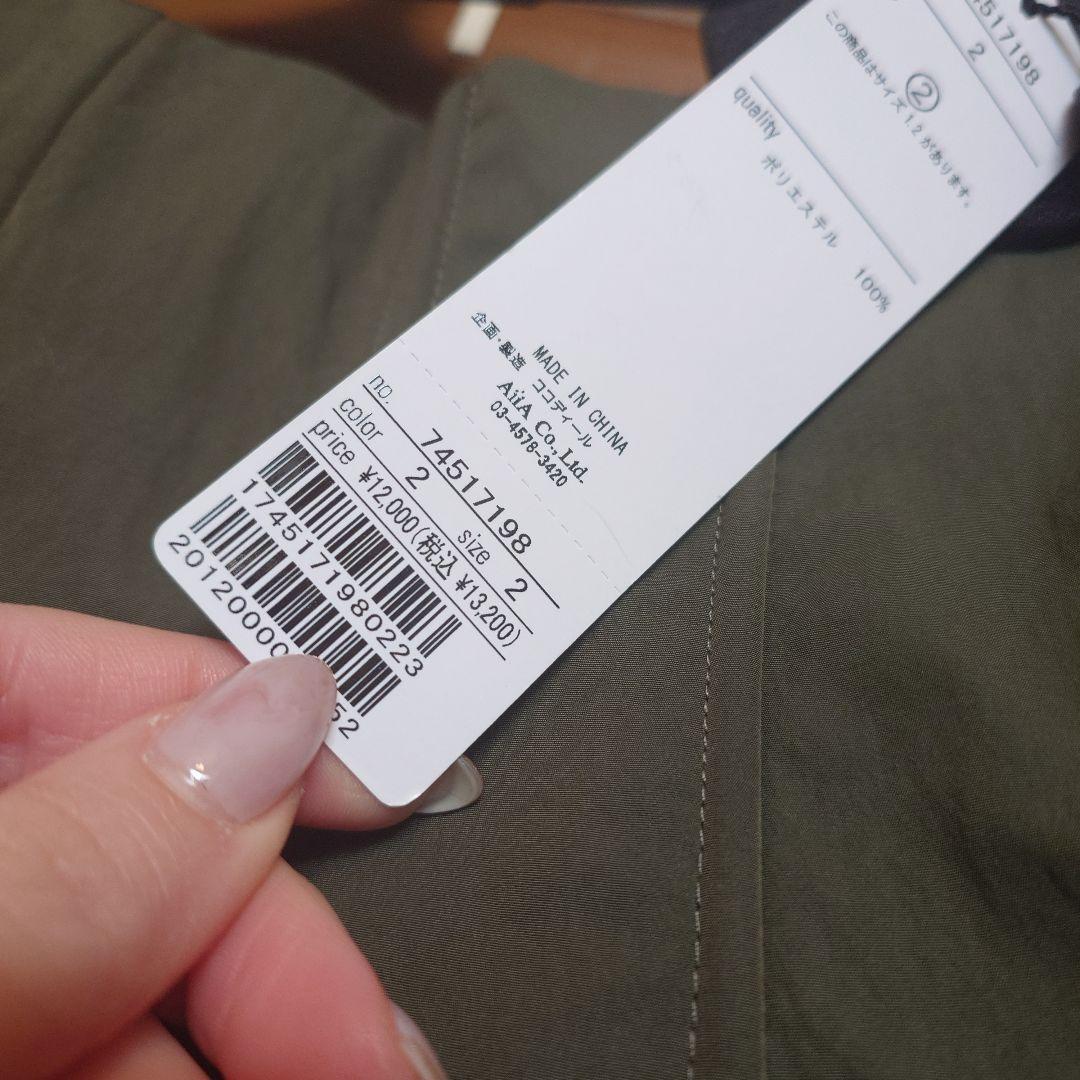 74517198
2
②
この商品はサイズ 1.2 があります。
quality
ポリエステル 100%
MADE IN CHINA
企画・製造 ココディール
AiiA Co.,Ltd.
03-4578-3420
no. 74517198
color 2 size 2
price ¥12,000(税込 ¥13,200)
1745171980223
20120000
52